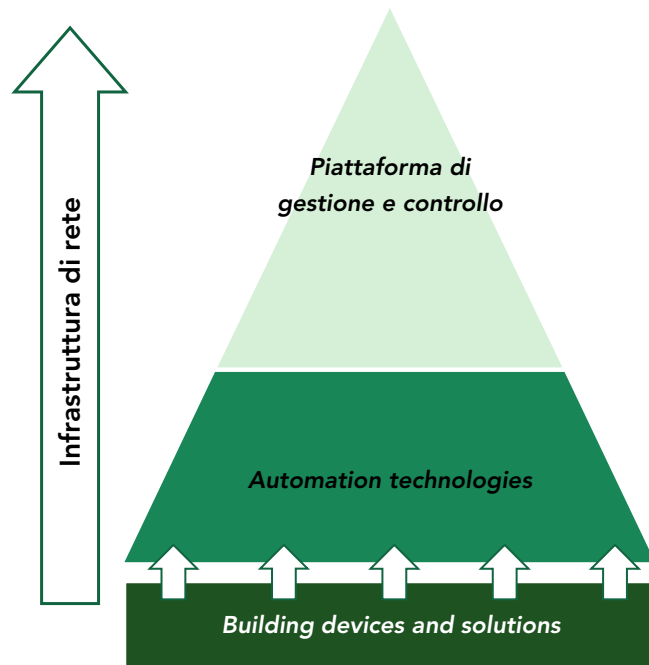 Piattaforma di
gestione e controllo
Infrastruttura di rete
Automation technologies
Building devices and solutions